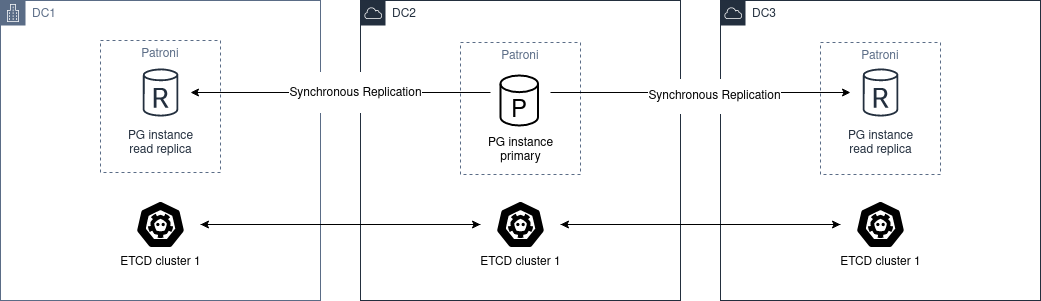 DC1
DC2
DC3
Patroni
Patroni
Patroni
R
Synchronous Replication
P
Synchronous Replication
R
PG instance
read replica
PG instance
primary
PG instance
read replica
ETCD cluster 1
ETCD cluster 1
ETCD cluster 1